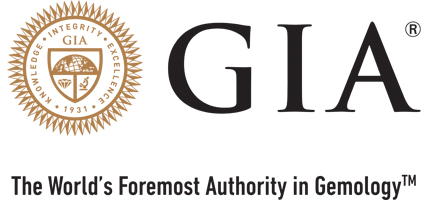 KNOWLEDGE • INTEGRITY • EXCELLENCE
GIA
• 1931 •
GIA®
The World's Foremost Authority in Gemology™